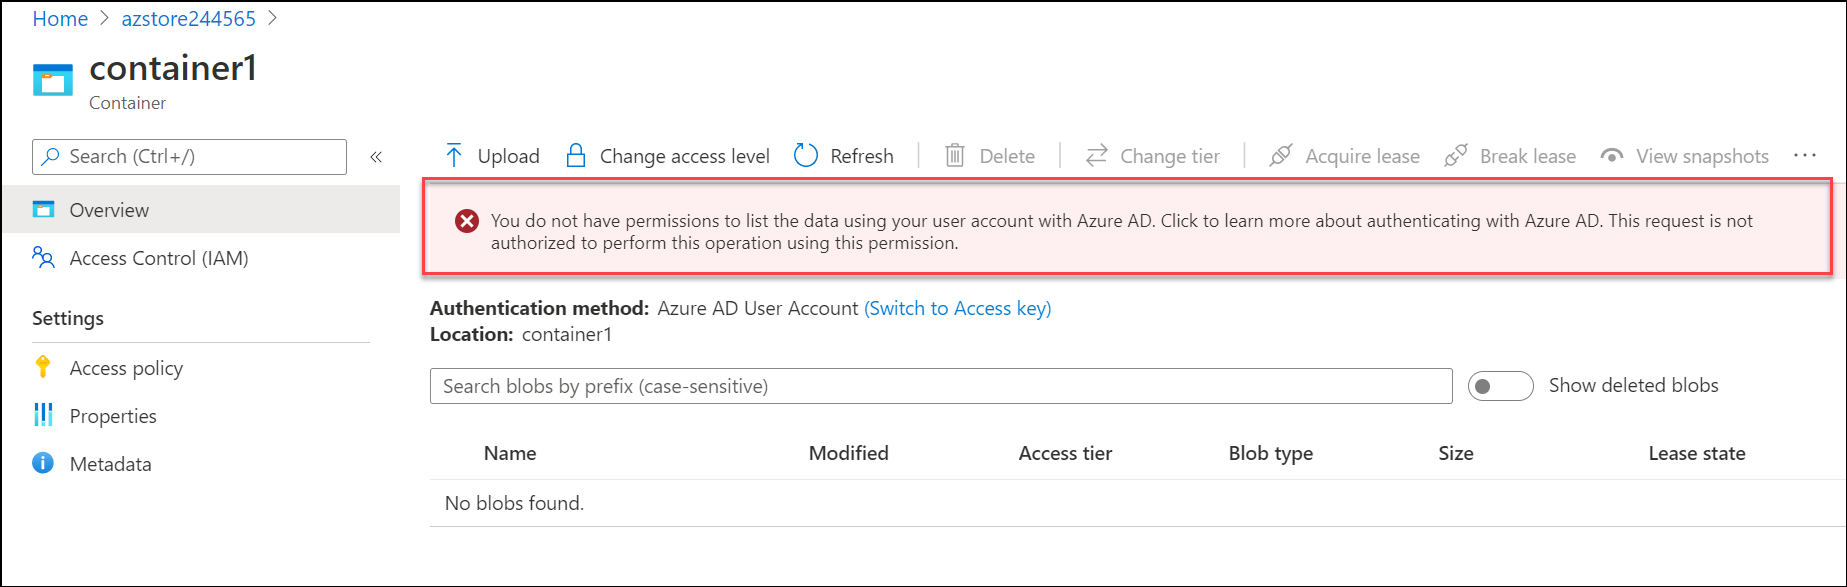 Home > azstore244565 >
container1
Container
Search (Ctrl+/)
«
Upload
Change access level
Refresh
Delete
Change tier
Acquire lease
Break lease
View snapshots
...
Overview
Access Control (IAM)
Settings
Access policy
Properties
Metadata
You do not have permissions to list the data using your user account with Azure AD. Click to learn more about authenticating with Azure AD. This request is not
authorized to perform this operation using this permission.
Authentication method: Azure AD User Account (Switch to Access key)
Location: container1
Search blobs by prefix (case-sensitive)
Show deleted blobs
Name Modified Access tier Blob type Size Lease state
No blobs found.